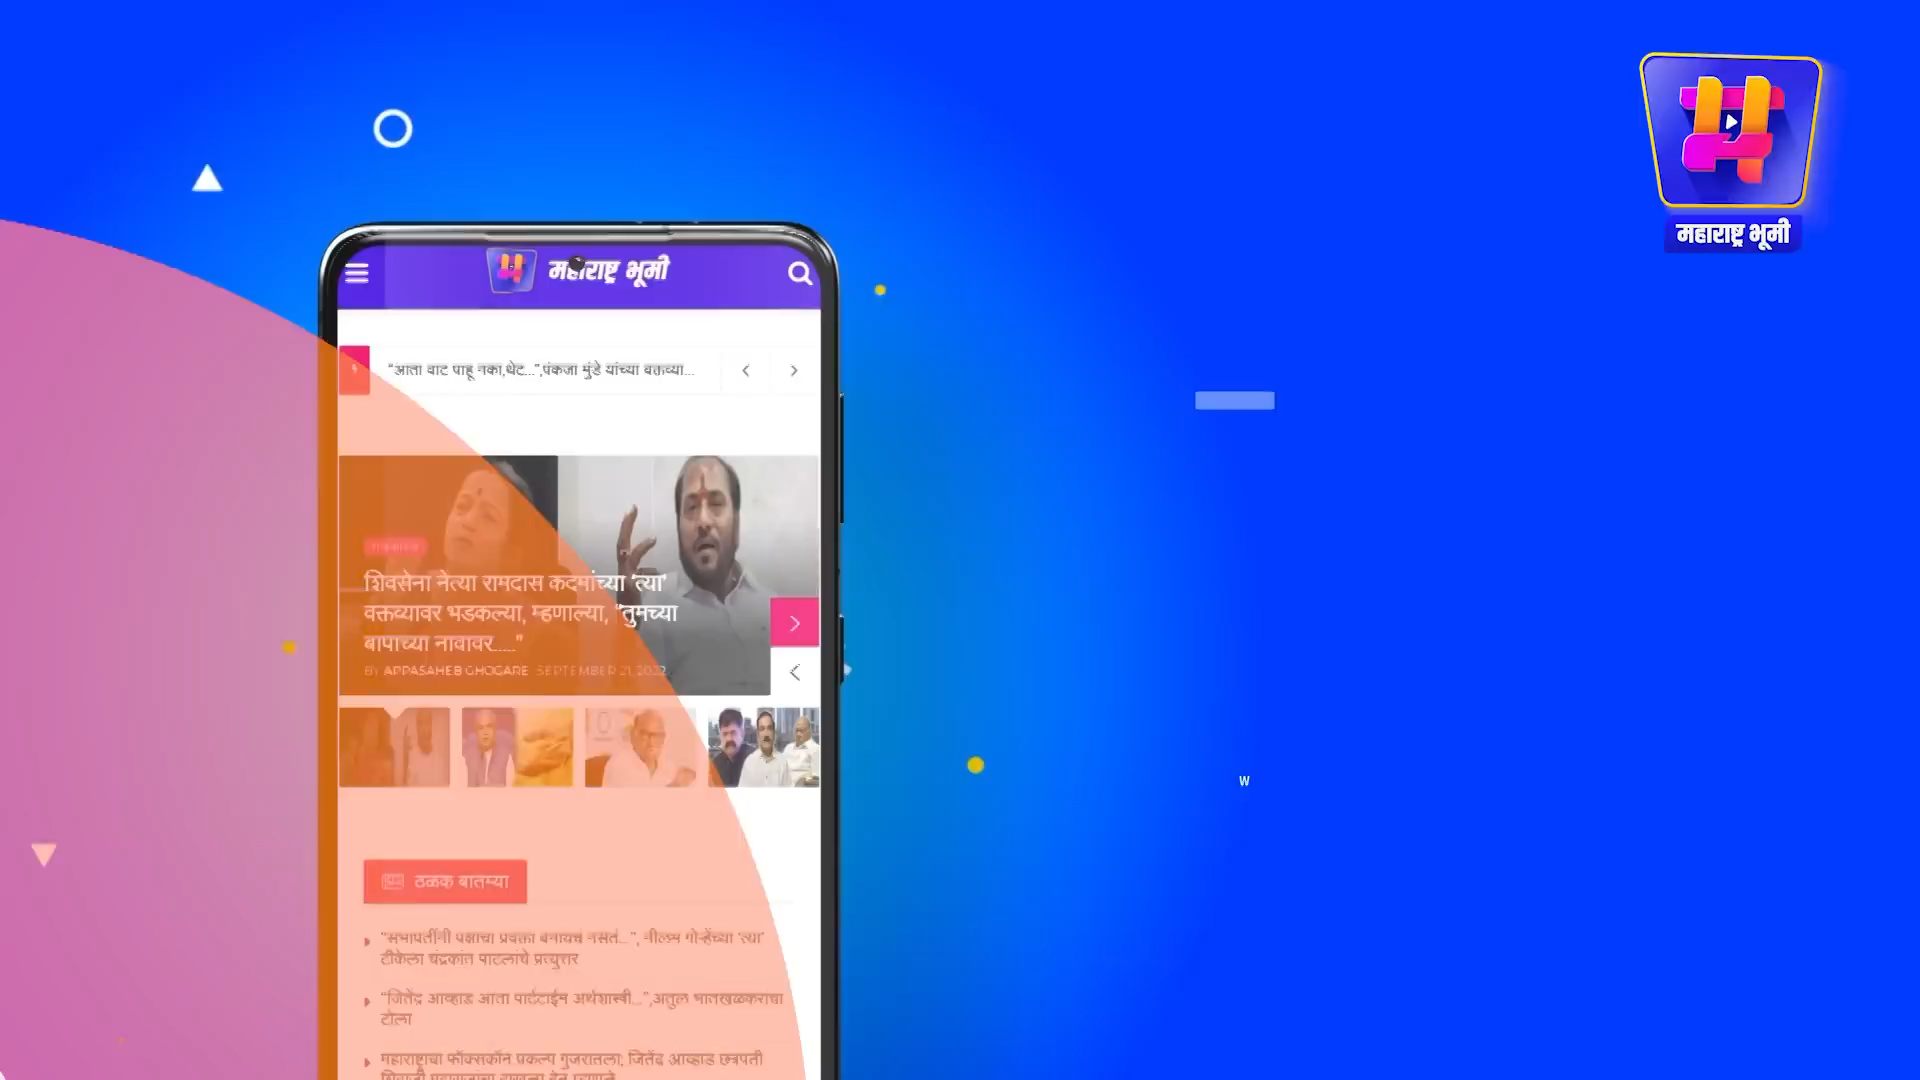 महाराष्ट्र भूमी
महाराष्ट्र भूमी
"आता वाट पाहू नका,थेट...",पंकजा मुंडे यांच्या वक्तव्या...
शिवसेना नेत्या रामदास कदमांच्या 'त्या'
वक्तव्यावर भडकल्या, म्हणाल्या, "तुमच्या
बापाच्या नावावर....."
BY APPASAHEB GHOGARE SEPTEMBER 21, 2022
w
ठळक बातम्या
"सभापतींनी पक्षाचा प्रवक्ता बनायचं नसतं...", नीलम गोऱ्हेंच्या 'त्या'
टीकेला चंद्रकांत पाटलांचे प्रत्युत्तर
"जितेंद्र आव्हाड आता पार्टटाईम अर्थशास्त्री...",अतुल भातखळकरांचा
टोला
महाराष्ट्राचा फॉक्सकॉन प्रकल्प गुजरातला; जितेंद्र आव्हाड छत्रपती